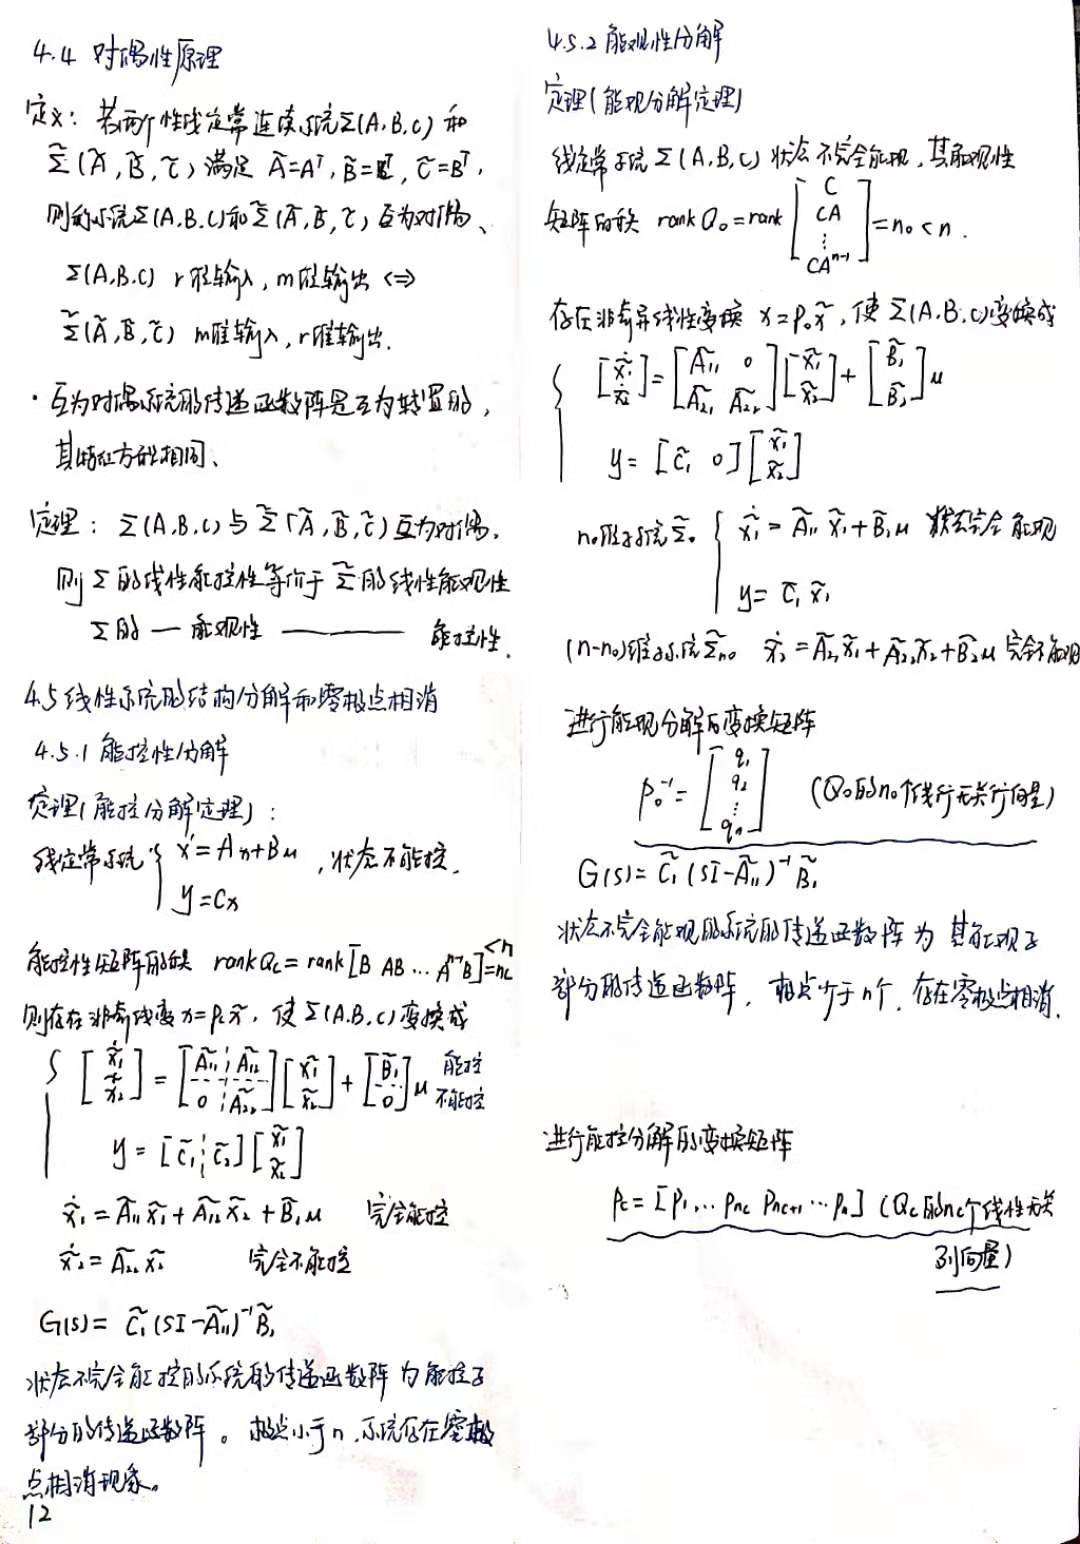 4.4 对偶性原理
定义：若两个性线定常连续系统Σ(A,B,C) 和
Σ̃(Ã,B̃,C̃) 满足 Ã=Aᵀ, B̃=Cᵀ, C̃=Bᵀ,
则称系统Σ(A,B,C)和Σ̃(Ã,B̃,C̃) 互为对偶、
Σ(A,B,C) r维输入, m维输出 <=>
Σ̃(Ã,B̃,C̃) m维输入, r维输出.
· 互为对偶系统的传递函数阵是互为转置的,
其特征方程相同、
定理: Σ(A,B,C) 与 Σ̃(Ã,B̃,C̃) 互为对偶,
则 Σ 的线性能控性等价于 Σ̃ 的线性能观性
Σ的 — 能观性 ——— 能控性.
4.5 线性系统的结构分解和零极点相消
4.5.1 能控性分解
定理(能控分解定理):
线定常系统 { ẋ=Ax+Bu , 状态不能控.
y=Cx
能控性矩阵的秩 rank Qc = rank[B AB … Aⁿ⁻¹B]=nc <n
则存在非奇线变 x=Pc x̃, 使 Σ(A,B,C) 变换成
{ [x̃̇₁ x̃̇₂] = [Ã₁₁ Ã₁₂ 0 Ã₂₂][x̃₁ x̃₂] + [B̃₁ 0]u 能控 不能控
y = [C̃₁ C̃₂][x̃₁ x̃₂]
x̃̇₁ = Ã₁₁x̃₁ + Ã₁₂x̃₂ + B̃₁u 完全能控
x̃̇₂ = Ã₂₂x̃₂ 完全不能控
G(s) = C̃₁(SI-Ã₁₁)⁻¹B̃₁
状态不完全能控的系统的传递函数阵为能控子
部分的传递函数阵。极点小于n,系统存在零极
点相消现象。
12
4.5.2 能观性分解
定理(能观分解定理)
线定常系统 Σ(A,B,C) 状态不完全能观, 其能观性
矩阵的秩 rank Q₀ = rank [C CA ⋮ CAⁿ⁻¹] = n₀ < n.
存在非奇异线性变换 x=P₀x̃, 使 Σ(A,B,C)变换成
{ [x̃̇₁ x̃̇₂] = [Ã₁₁ 0 Ã₂₁ Ã₂₂][x̃₁ x̃₂] + [B̃₁ B̃₂]u
y = [C̃₁ 0][x̃₁ x̃₂]
n₀维子系统 Σ̃₀ { x̃̇₁ = Ã₁₁x̃₁+B̃₁u 状态完全能观
y = C̃₁x̃₁
(n-n₀)维子系统Σ̃n₀ x̃̇₂ = Ã₂₁x̃₁+Ã₂₂x̃₂+B̃₂u 完全不能观
进行能观分解的变换矩阵
P₀⁻¹ = [q₁ q₂ ⋮ qn] (Q₀的n₀个线行无关行向量)
G(s) = C̃₁(SI-Ã₁₁)⁻¹B̃₁
状态不完全能观的系统的传递函数阵为其能观子
部分的传递函数阵, 极点少于n个, 存在零极点相消.
进行能控分解的变换矩阵
Pc = [P₁ … Pnc Pnc+1 … Pn] (Qc的nc个线性无关
列向量)